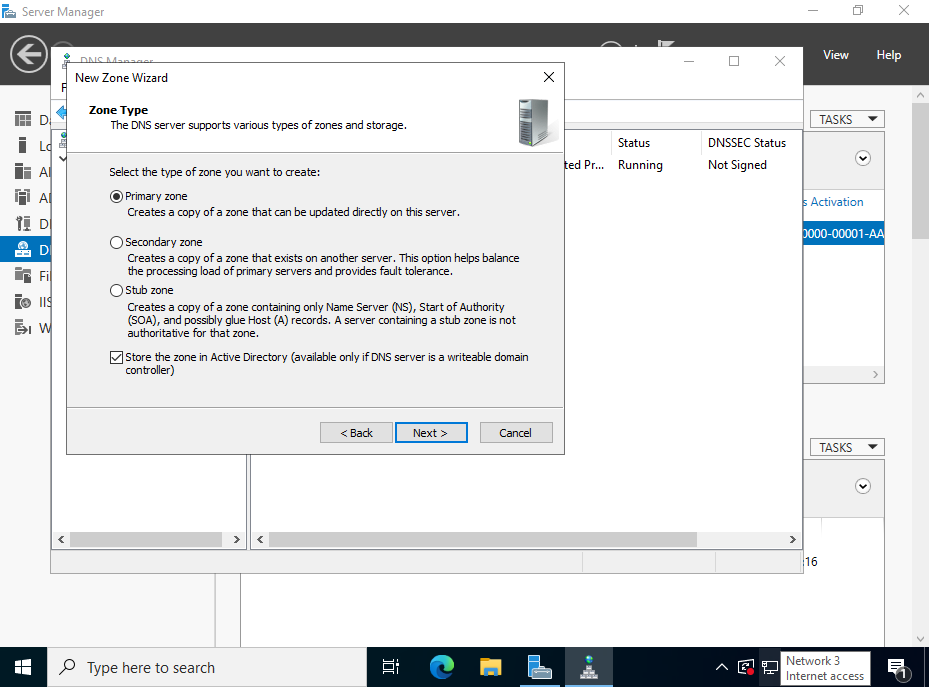 Server Manager
DNS Manager
View
Help
New Zone Wizard
Zone Type
The DNS server supports various types of zones and storage.
Select the type of zone you want to create:
Primary zone
Creates a copy of a zone that can be updated directly on this server.
Secondary zone
Creates a copy of a zone that exists on another server. This option helps balance
the processing load of primary servers and provides fault tolerance.
Stub zone
Creates a copy of a zone containing only Name Server (NS), Start of Authority
(SOA), and possibly glue Host (A) records. A server containing a stub zone is not
authoritative for that zone.
Store the zone in Active Directory (available only if DNS server is a writeable domain
controller)
< Back
Next >
Cancel
Status
DNSSEC Status
ted Pr...
Running
Not Signed
TASKS
s Activation
0000-00001-AA
TASKS
:16
Type here to search
Network 3
Internet access
1